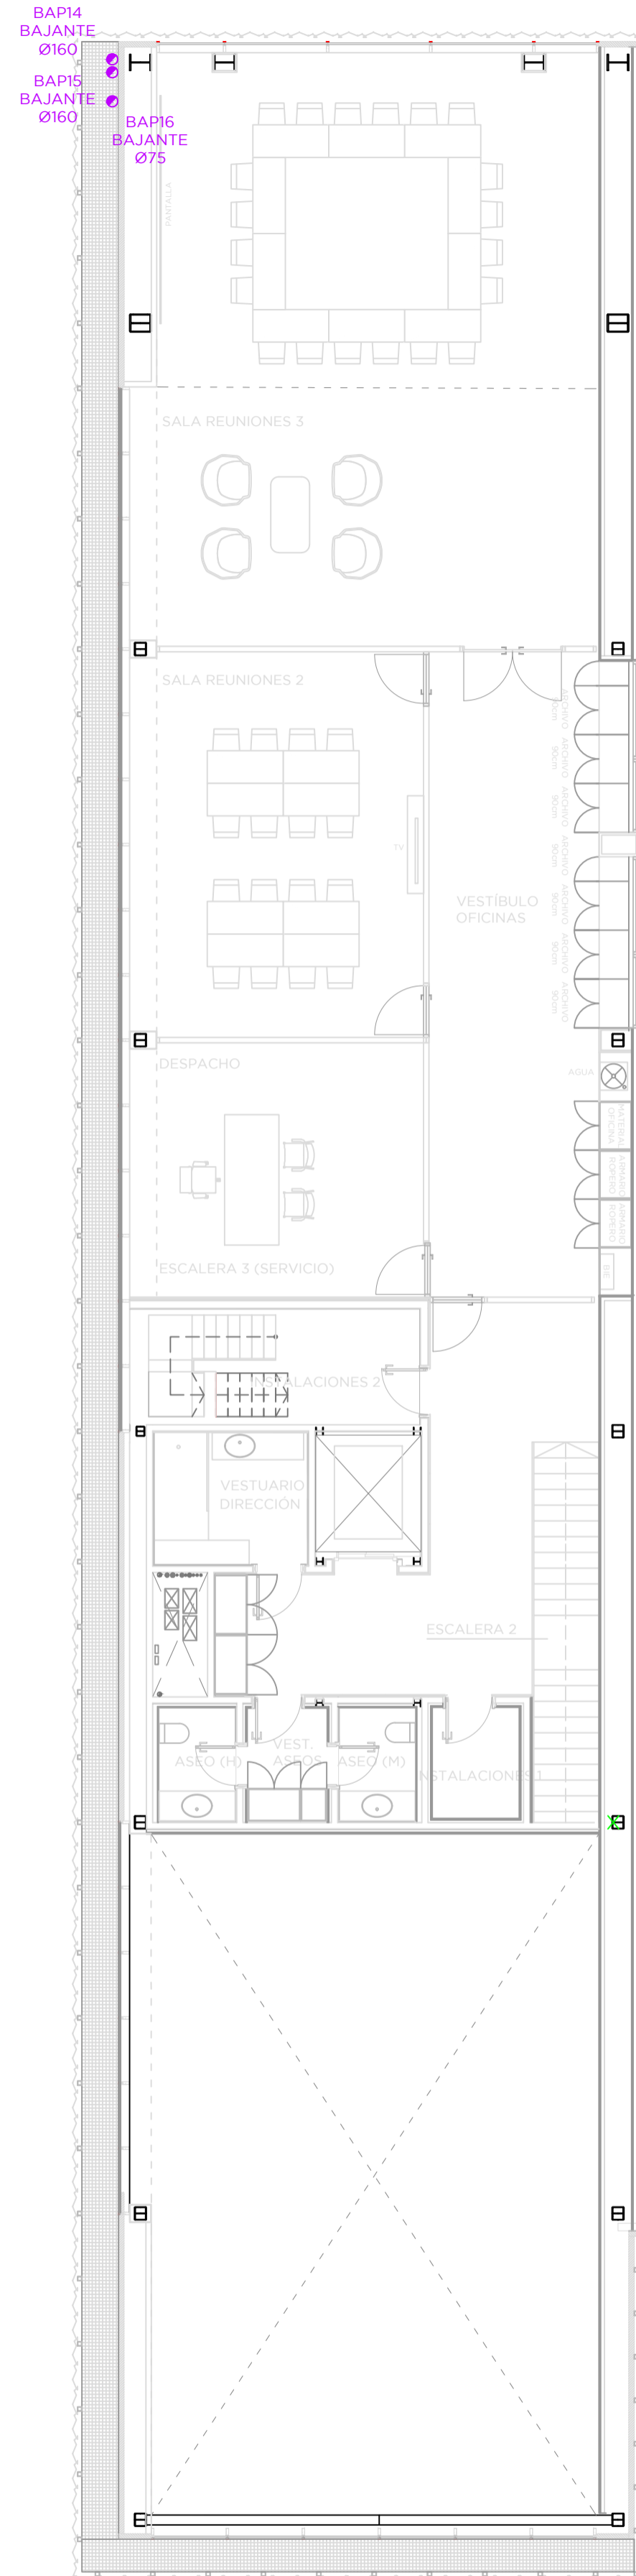 BAP14
BAJANTE
Ø160
BAP15
BAJANTE
Ø160
BAP16
BAJANTE
Ø75
PANTALLA
SALA REUNIONES 3
SALA REUNIONES 2
ARCHIVO
90cm
ARCHIVO
90cm
ARCHIVO
90cm
TV
ARCHIVO
90cm
VESTÍBULO
OFICINAS
ARCHIVO
90cm
ARCHIVO
90cm
ARCHIVO
90cm
DESPACHO
AGUA
MATERIAL
OFICINA
ARMARIO
ROPERO
ARMARIO
ROPERO
BIE
ESCALERA 3 (SERVICIO)
INSTALACIONES 2
VESTUARIO
DIRECCIÓN
ESCALERA 2
VEST.
ASEOS
ASEO (H)
ASEO (M)
INSTALACIONES 1